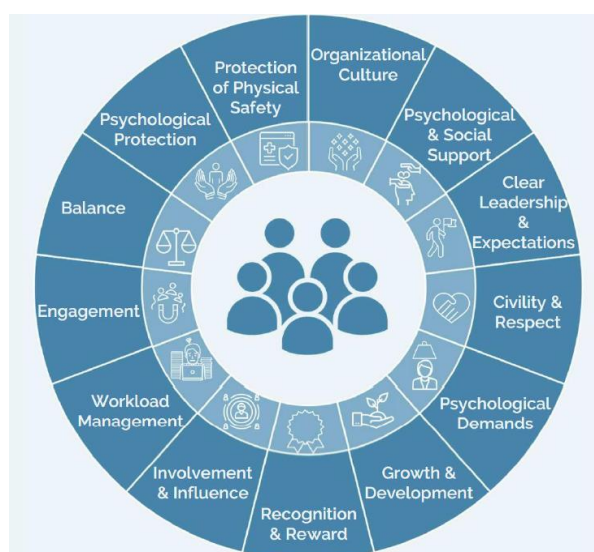 Organizational
Culture
Psychological
& Social
Support
Clear
Leadership
&
Expectations
Civility &
Respect
Psychological
Demands
Growth &
Development
Recognition
& Reward
Involvement
& Influence
Workload
Management
Engagement
Balance
Psychological
Protection
Protection
of Physical
Safety